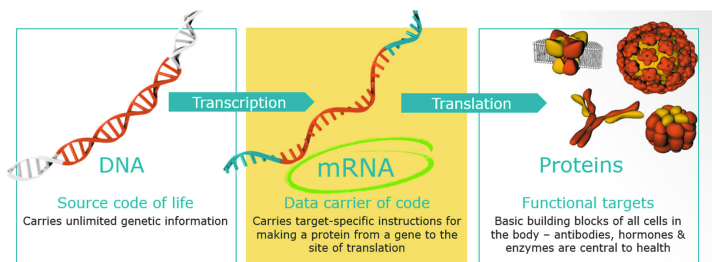 Transcription
Translation
DNA
mRNA
Proteins
Source code of life
Carries unlimited genetic information
Data carrier of code
Carries target-specific instructions for
making a protein from a gene to the
site of translation
Functional targets
Basic building blocks of all cells in
the body – antibodies, hormones &
enzymes are central to health